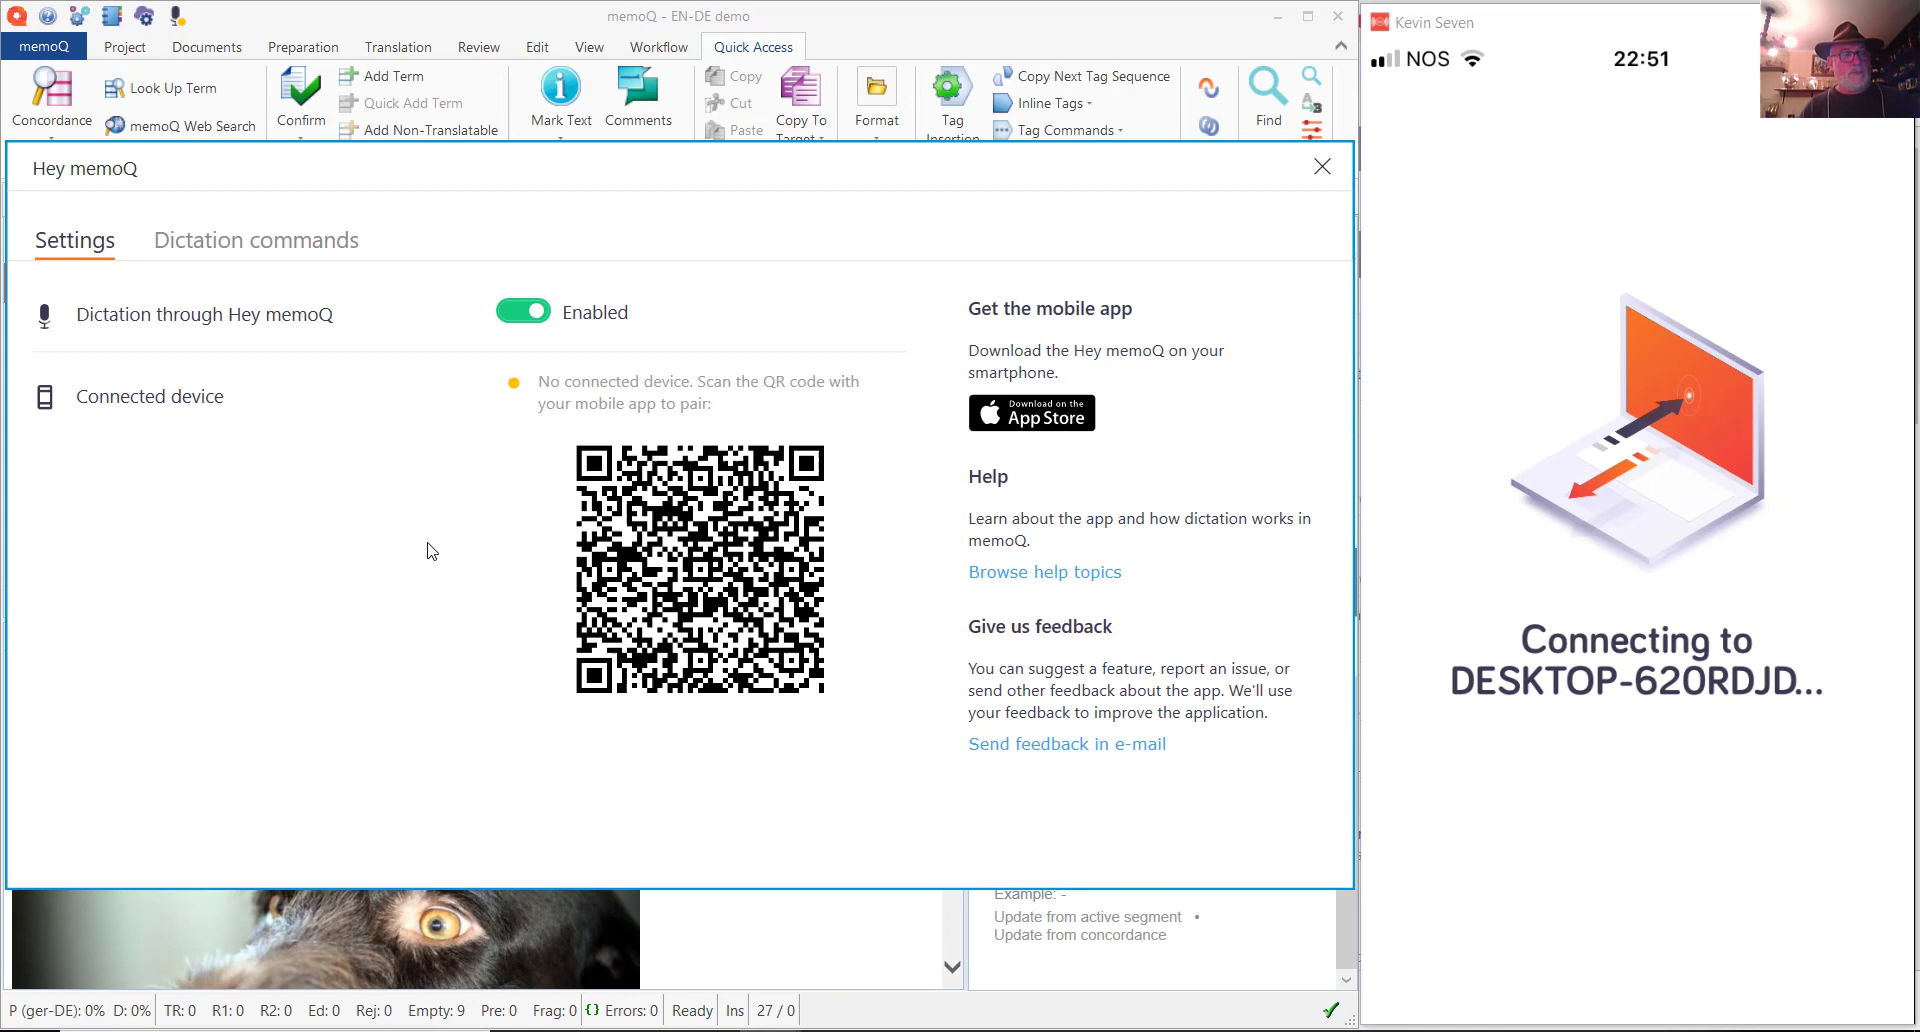 memoQ - EN-DE demo
memoQ Project Documents Preparation Translation Review Edit View Workflow Quick Access
Concordance
Look Up Term
memoQ Web Search
Confirm
Add Term
Quick Add Term
Add Non-Translatable
Mark Text
Comments
Copy
Cut
Paste
Copy To
Target
Format
Tag
Insertion
Copy Next Tag Sequence
Inline Tags
Tag Commands
Find
Hey memoQ
Settings Dictation commands
Dictation through Hey memoQ
Enabled
Connected device
No connected device. Scan the QR code with
your mobile app to pair:
Get the mobile app
Download the Hey memoQ on your
smartphone.
Download on the
App Store
Help
Learn about the app and how dictation works in
memoQ.
Browse help topics
Give us feedback
You can suggest a feature, report an issue, or
send other feedback about the app. We'll use
your feedback to improve the application.
Send feedback in e-mail
Example: -
Update from active segment •
Update from concordance
P (ger-DE): 0% D: 0% TR: 0 R1: 0 R2: 0 Ed: 0 Rej: 0 Empty: 9 Pre: 0 Frag: 0 {} Errors: 0 Ready Ins 27 / 0
Kevin Seven
NOS 22:51
Connecting to
DESKTOP-620RDJD...